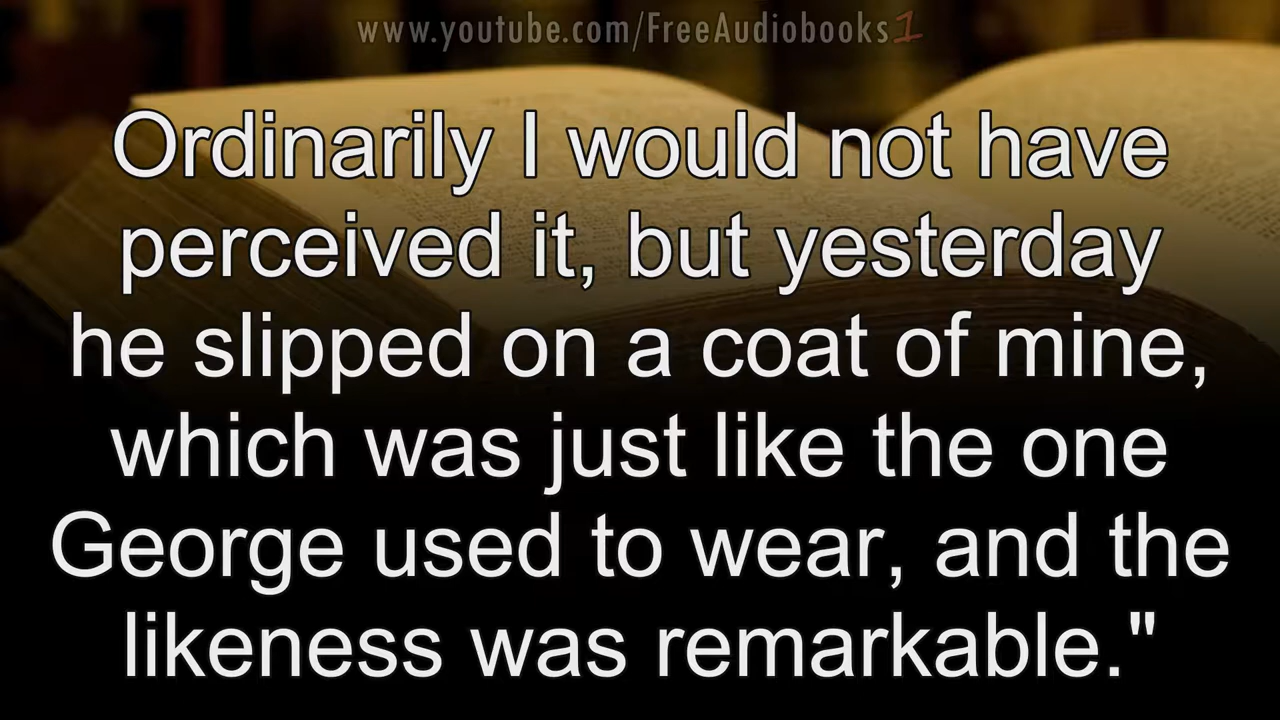 www.youtube.com/FreeAudiobooks1
Ordinarily I would not have
perceived it, but yesterday
he slipped on a coat of mine,
which was just like the one
George used to wear, and the
likeness was remarkable."